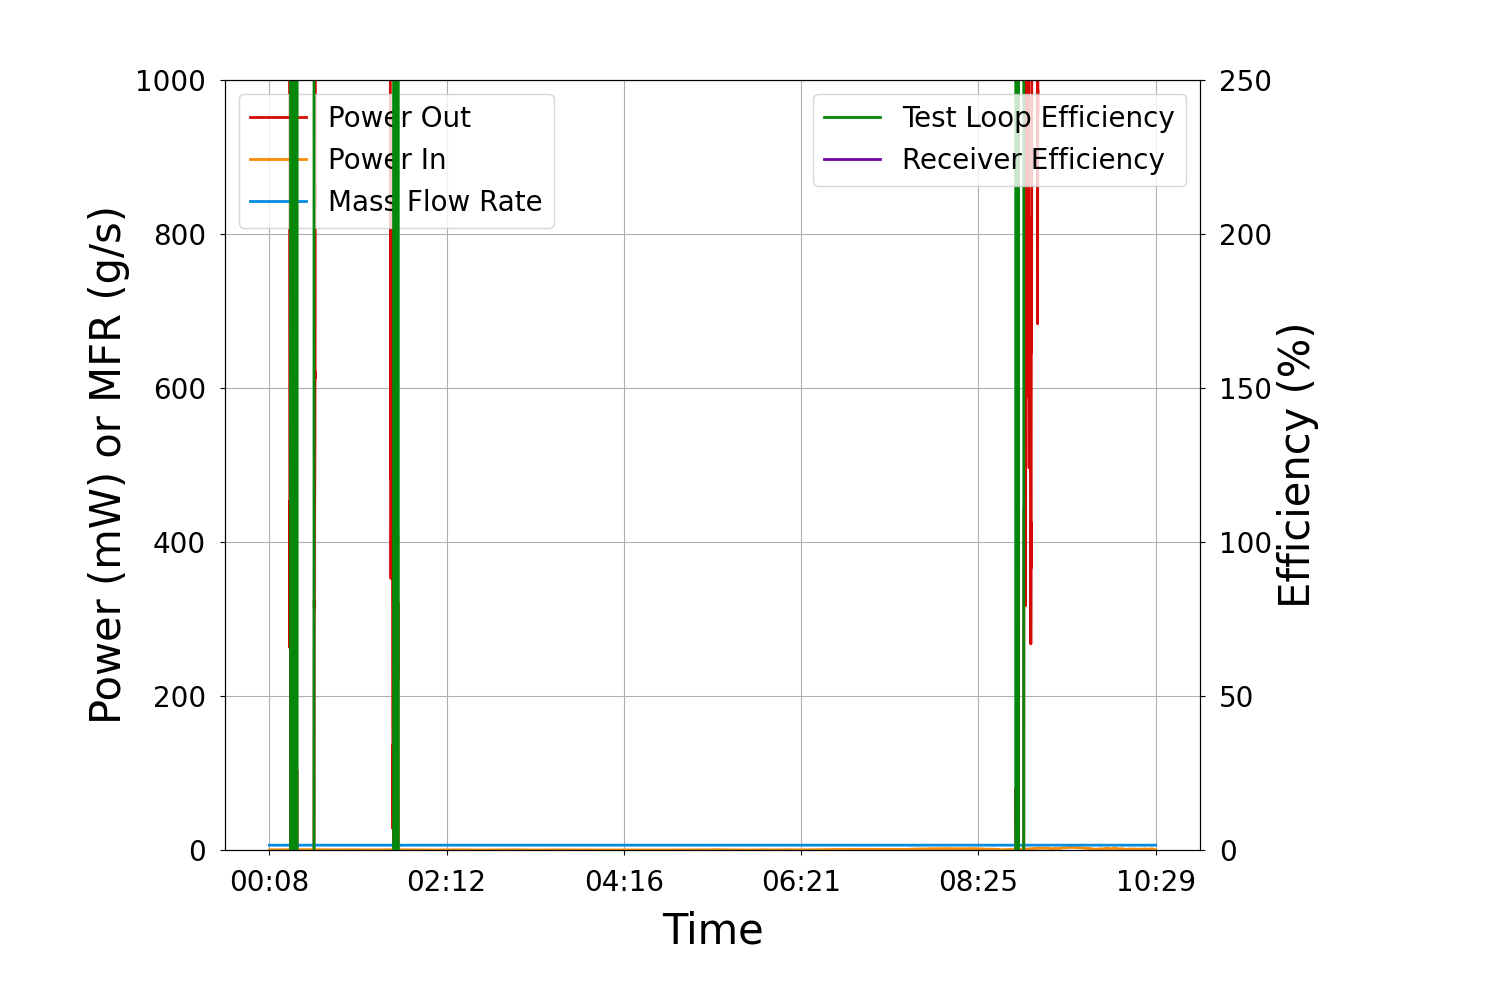 1000
800
600
400
200
0
Power (mW) or MFR (g/s)
Power Out
Power In
Mass Flow Rate
Test Loop Efficiency
Receiver Efficiency
250
200
150
100
50
0
Efficiency (%)
00:08 02:12 04:16 06:21 08:25 10:29
Time